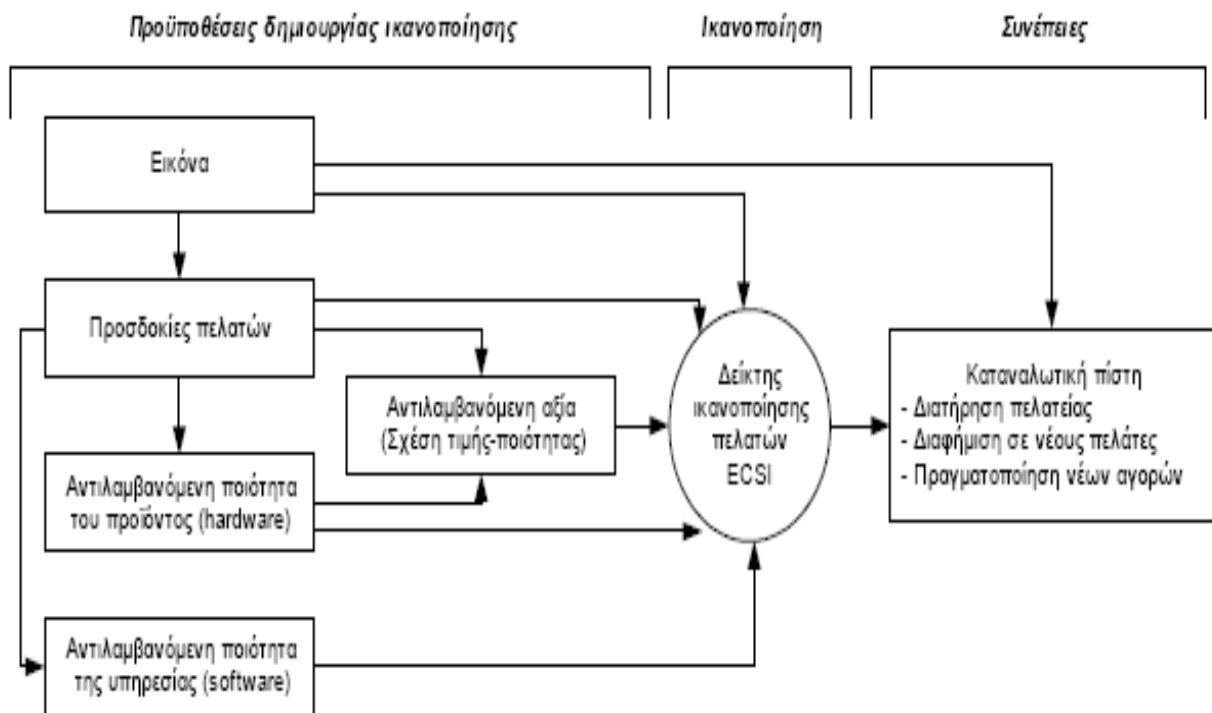 Προϋποθέσεις δημιουργίας ικανοποίησης
Ικανοποίηση
Συνέπειες
Εικόνα
Προσδοκίες πελατών
Αντιλαμβανόμενη αξία
(Σχέση τιμής-ποιότητας)
Δείκτης
ικανοποίησης
πελατών
ECSI
Καταναλωτική πίστη
- Διατήρηση πελατείας
- Διαφήμιση σε νέους πελάτες
- Πραγματοποίηση νέων αγορών
Αντιλαμβανόμενη ποιότητα
του προϊόντος (hardware)
Αντιλαμβανόμενη ποιότητα
της υπηρεσίας (software)